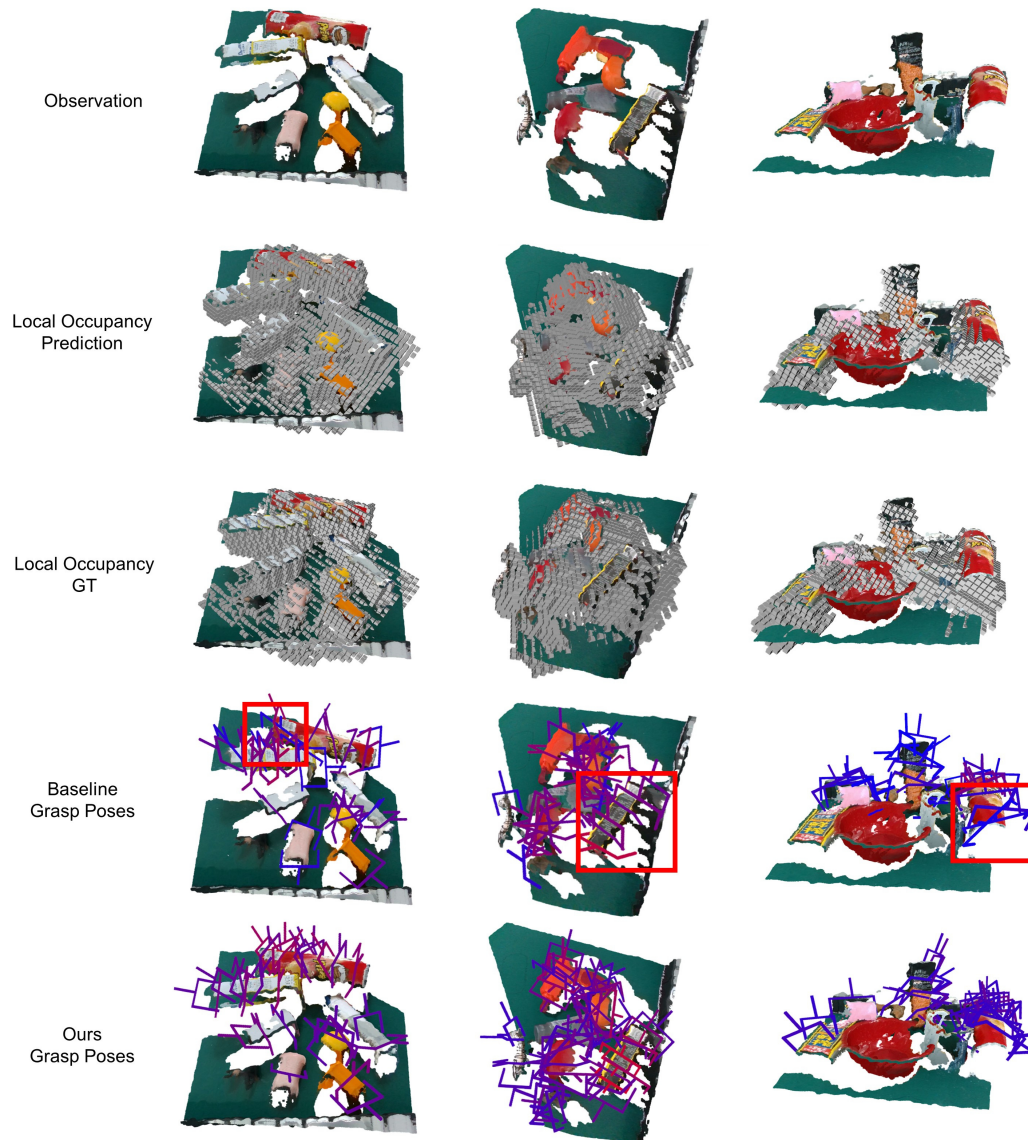 Observation
Local Occupancy
Prediction
Local Occupancy
GT
Baseline
Grasp Poses
Ours
Grasp Poses